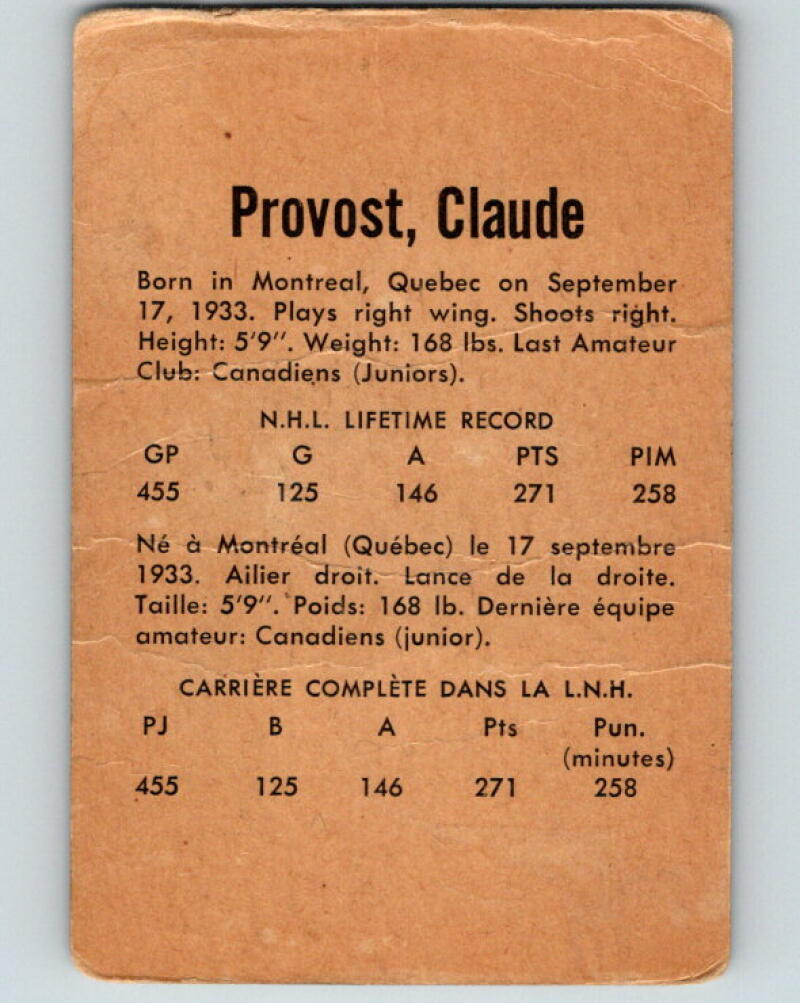 Provost, Claude
Born in Montreal, Quebec on September
17, 1933. Plays right wing. Shoots right.
Height: 5'9". Weight: 168 lbs. Last Amateur
Club: Canadiens (Juniors).
N.H.L. LIFETIME RECORD
GP G A PTS PIM
455 125 146 271 258
Né à Montréal (Québec) le 17 septembre
1933. Ailier droit. Lance de la droite.
Taille: 5'9". Poids: 168 lb. Dernière équipe
amateur: Canadiens (junior).
CARRIÈRE COMPLÈTE DANS LA L.N.H.
PJ B A Pts Pun.
(minutes)
455 125 146 271 258